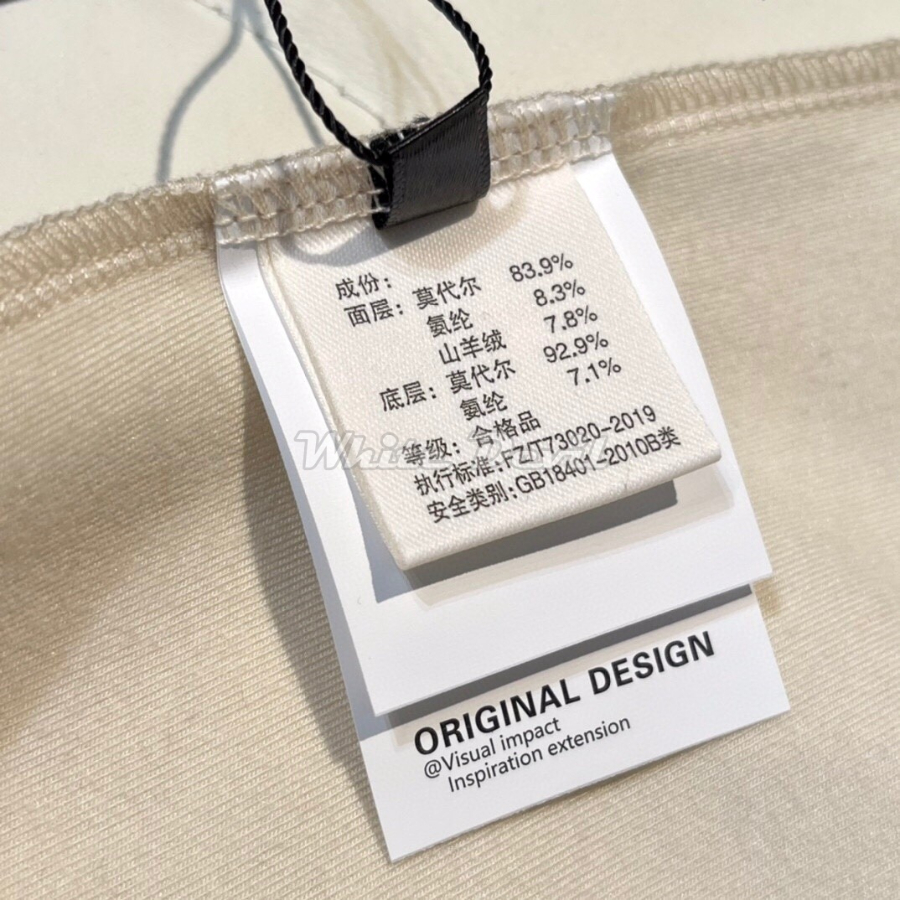 成份：
面层：莫代尔 83.9%
氨纶 8.3%
山羊绒 7.8%
底层：莫代尔 92.9%
氨纶 7.1%
等级：合格品
执行标准：FZ/T73020-2019
安全类别：GB18401-2010B类
ORIGINAL DESIGN
@Visual impact
Inspiration extension